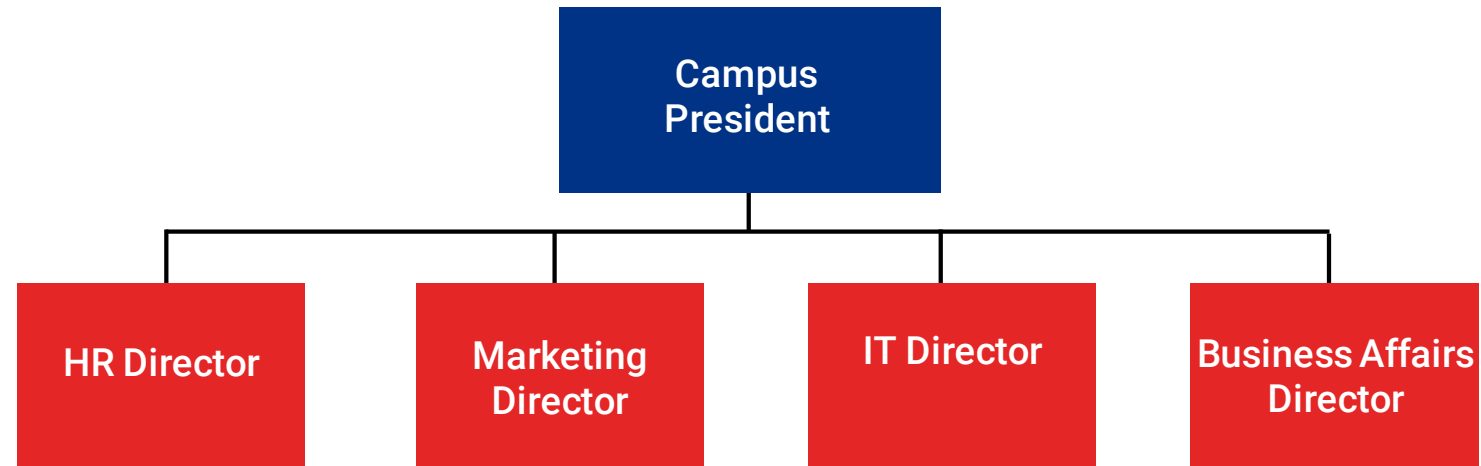 Campus
President
HR Director
Marketing
Director
IT Director
Business Affairs
Director